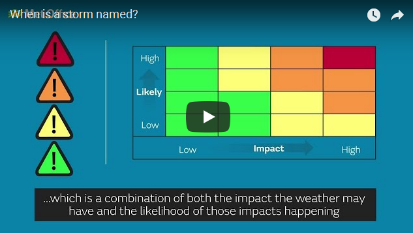 When is a storm named?
High
Likely
Low
Low
Impact
High
...which is a combination of both the impact the weather may
have and the likelihood of those impacts happening